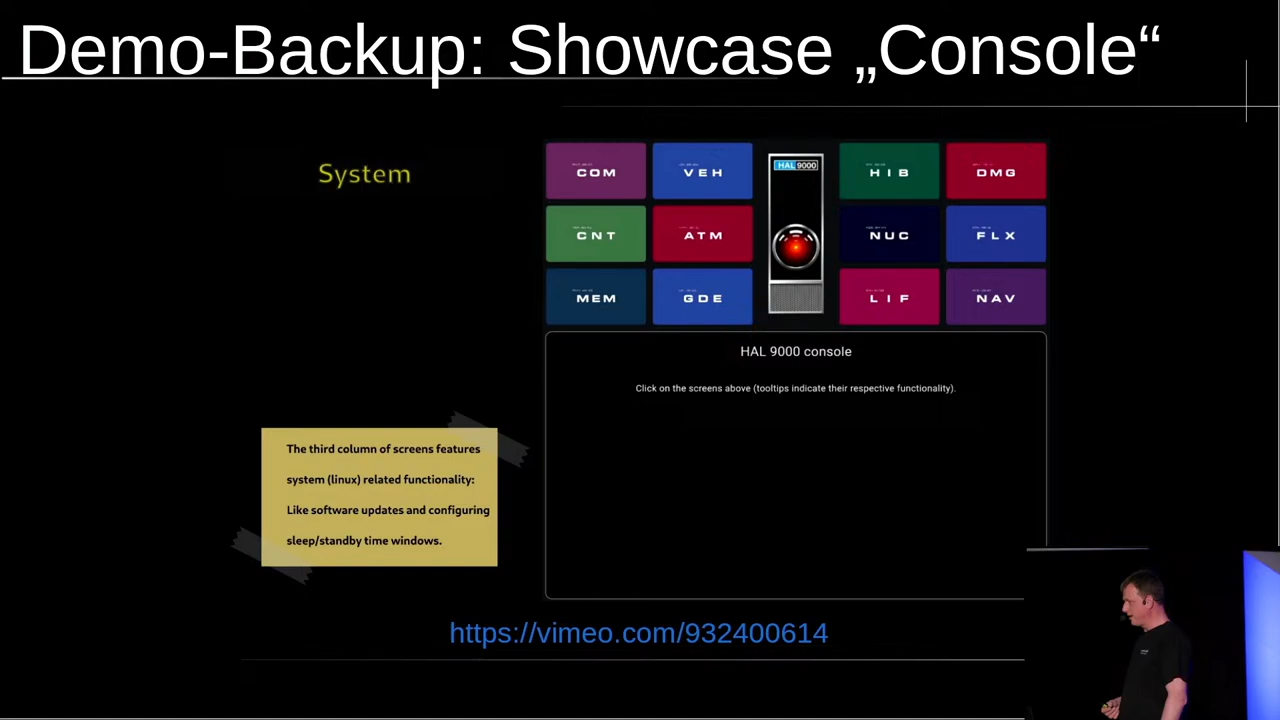 Demo-Backup: Showcase „Console“
System
COM
VEH
HAL 9000
HIB
DMG
CNT
ATM
NUC
FLX
MEM
GDE
LIF
NAV
HAL 9000 console
Click on the screens above (tooltips indicate their respective functionality).
The third column of screens features
system (linux) related functionality:
Like software updates and configuring
sleep/standby time windows.
https://vimeo.com/932400614